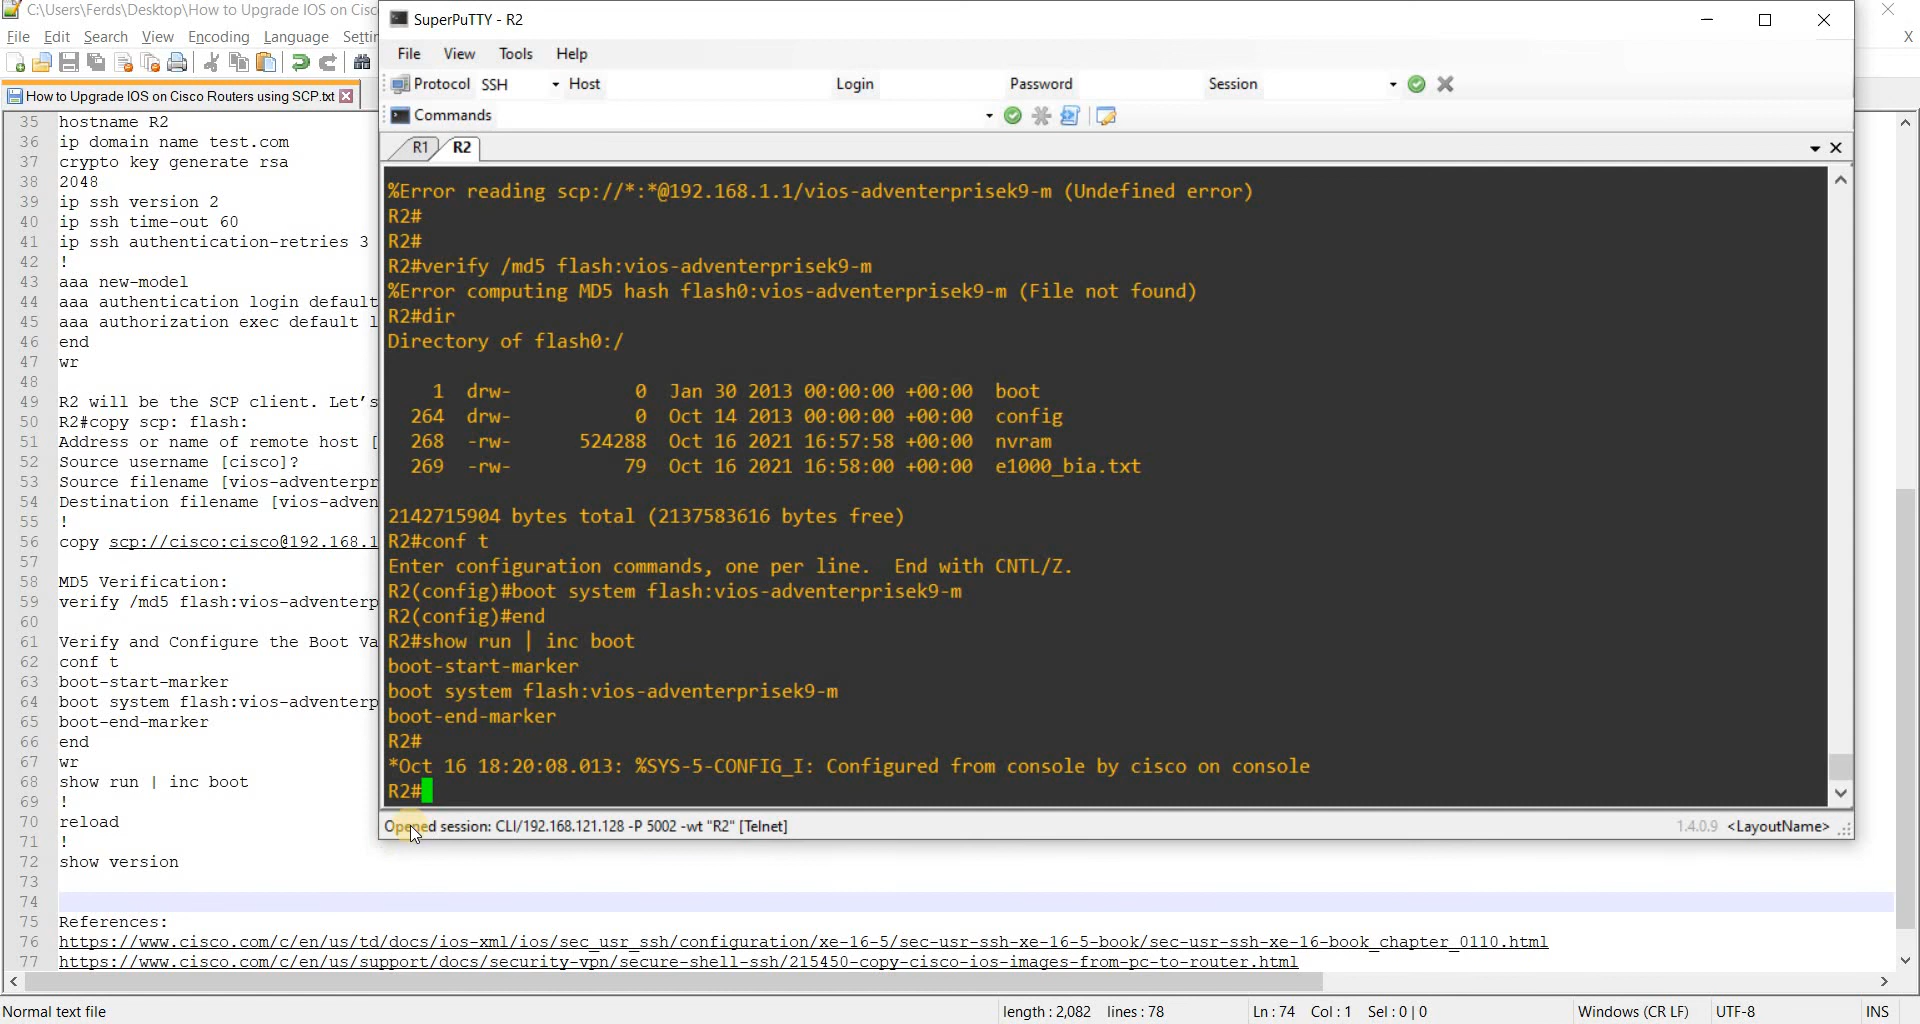 C:\Users\Ferds\Desktop\How to Upgrade IOS on Cisc
File Edit Search View Encoding Language Settin
X
How to Upgrade IOS on Cisco Routers using SCP.txt
35 hostname R2
36 ip domain name test.com
37 crypto key generate rsa
38 2048
39 ip ssh version 2
40 ip ssh time-out 60
41 ip ssh authentication-retries 3
42 !
43 aaa new-model
44 aaa authentication login default
45 aaa authorization exec default l
46 end
47 wr
48
49 R2 will be the SCP client. Let's
50 R2#copy scp: flash:
51 Address or name of remote host [
52 Source username [cisco]?
53 Source filename [vios-adventerpr
54 Destination filename [vios-adven
55 !
56 copy scp://cisco:cisco@192.168.1
57
58 MD5 Verification:
59 verify /md5 flash:vios-adventerp
60
61 Verify and Configure the Boot Va
62 conf t
63 boot-start-marker
64 boot system flash:vios-adventerp
65 boot-end-marker
66 end
67 wr
68 show run | inc boot
69 !
70 reload
71 !
72 show version
73
74
75 References:
76 https://www.cisco.com/c/en/us/td/docs/ios-xml/ios/sec_usr_ssh/configuration/xe-16-5/sec-usr-ssh-xe-16-5-book/sec-usr-ssh-xe-16-book_chapter_0110.html
77 https://www.cisco.com/c/en/us/support/docs/security-vpn/secure-shell-ssh/215450-copy-cisco-ios-images-from-pc-to-router.html
SuperPuTTY - R2
File View Tools Help
Protocol SSH Host Login Password Session
Commands
R1 R2
%Error reading scp://*:*@192.168.1.1/vios-adventerprisek9-m (Undefined error)
R2#
R2#
R2#verify /md5 flash:vios-adventerprisek9-m
%Error computing MD5 hash flash0:vios-adventerprisek9-m (File not found)
R2#dir
Directory of flash0:/
1 drw- 0 Jan 30 2013 00:00:00 +00:00 boot
264 drw- 0 Oct 14 2013 00:00:00 +00:00 config
268 -rw- 524288 Oct 16 2021 16:57:58 +00:00 nvram
269 -rw- 79 Oct 16 2021 16:58:00 +00:00 e1000_bia.txt
2142715904 bytes total (2137583616 bytes free)
R2#conf t
Enter configuration commands, one per line. End with CNTL/Z.
R2(config)#boot system flash:vios-adventerprisek9-m
R2(config)#end
R2#show run | inc boot
boot-start-marker
boot system flash:vios-adventerprisek9-m
boot-end-marker
R2#
*Oct 16 18:20:08.013: %SYS-5-CONFIG_I: Configured from console by cisco on console
R2#
Opened session: CLI/192.168.121.128 -P 5002 -wt "R2" [Telnet]
1.4.0.9 <LayoutName>
Normal text file length : 2,082 lines : 78 Ln : 74 Col : 1 Sel : 0 | 0 Windows (CR LF) UTF-8 INS